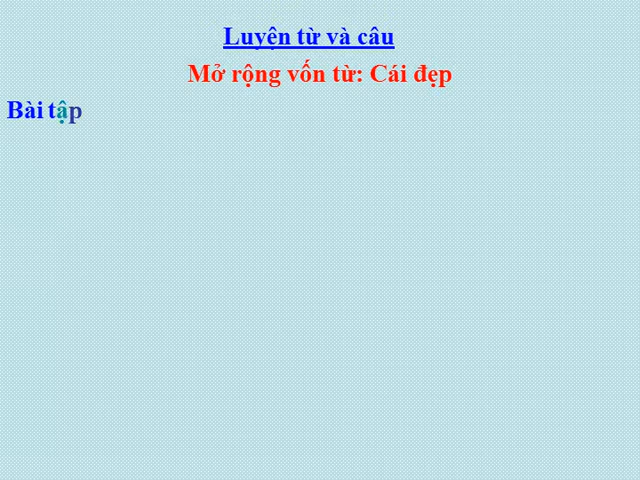 Luyện từ và câu
Mở rộng vốn từ: Cái đẹp
Bài tập